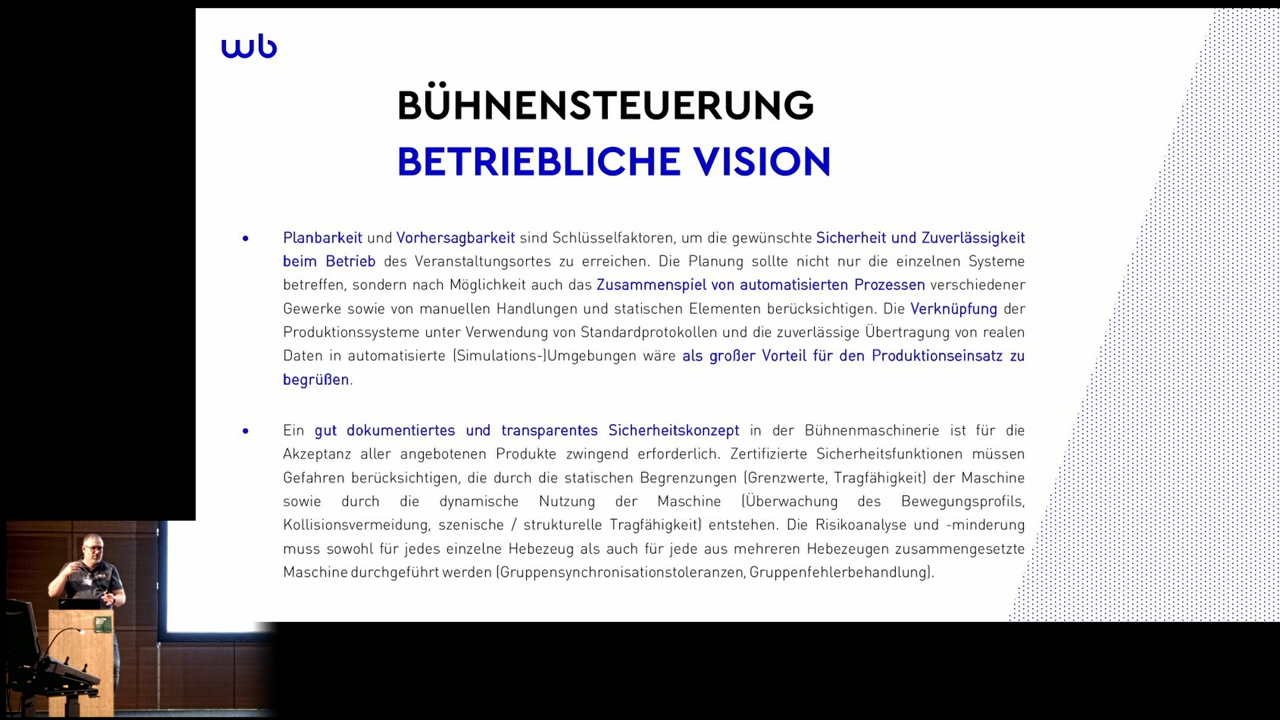 wb
BÜHNENSTEUERUNG
BETRIEBLICHE VISION
• Planbarkeit und Vorhersagbarkeit sind Schlüsselfaktoren, um die gewünschte Sicherheit und Zuverlässigkeit
beim Betrieb des Veranstaltungsortes zu erreichen. Die Planung sollte nicht nur die einzelnen Systeme
betreffen, sondern nach Möglichkeit auch das Zusammenspiel von automatisierten Prozessen verschiedener
Gewerke sowie von manuellen Handlungen und statischen Elementen berücksichtigen. Die Verknüpfung der
Produktionssysteme unter Verwendung von Standardprotokollen und die zuverlässige Übertragung von realen
Daten in automatisierte (Simulations-)Umgebungen wäre als großer Vorteil für den Produktionseinsatz zu
begrüßen.
• Ein gut dokumentiertes und transparentes Sicherheitskonzept in der Bühnenmaschinerie ist für die
Akzeptanz aller angebotenen Produkte zwingend erforderlich. Zertifizierte Sicherheitsfunktionen müssen
Gefahren berücksichtigen, die durch die statischen Begrenzungen (Grenzwerte, Tragfähigkeit) der Maschine
sowie durch die dynamische Nutzung der Maschine (Überwachung des Bewegungsprofils,
Kollisionsvermeidung, szenische / strukturelle Tragfähigkeit) entstehen. Die Risikoanalyse und -minderung
muss sowohl für jedes einzelne Hebezeug als auch für jede aus mehreren Hebezeugen zusammengesetzte
Maschine durchgeführt werden (Gruppensynchronisationstoleranzen, Gruppenfehlerbehandlung).